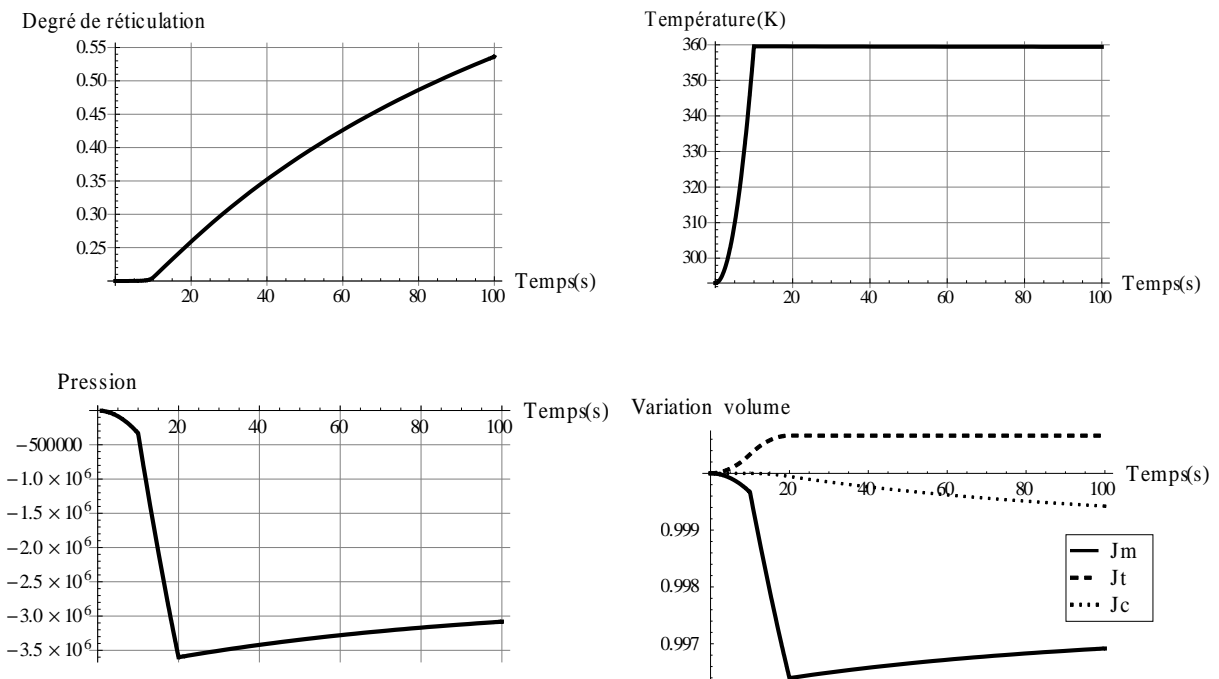 Degré de réticulation
0.55
0.50
0.45
0.40
0.35
0.30
0.25
20 40 60 80 100
Temps(s)
Température(K)
360
350
340
330
320
310
300
20 40 60 80 100
Temps(s)
Pression
Temps(s)
20 40 60 80 100
−500000
−1.0 × 10⁶
−1.5 × 10⁶
−2.0 × 10⁶
−2.5 × 10⁶
−3.0 × 10⁶
−3.5 × 10⁶
Variation volume
Temps(s)
20 40 60 80 100
0.999
0.998
0.997
Jm
Jt
Jc